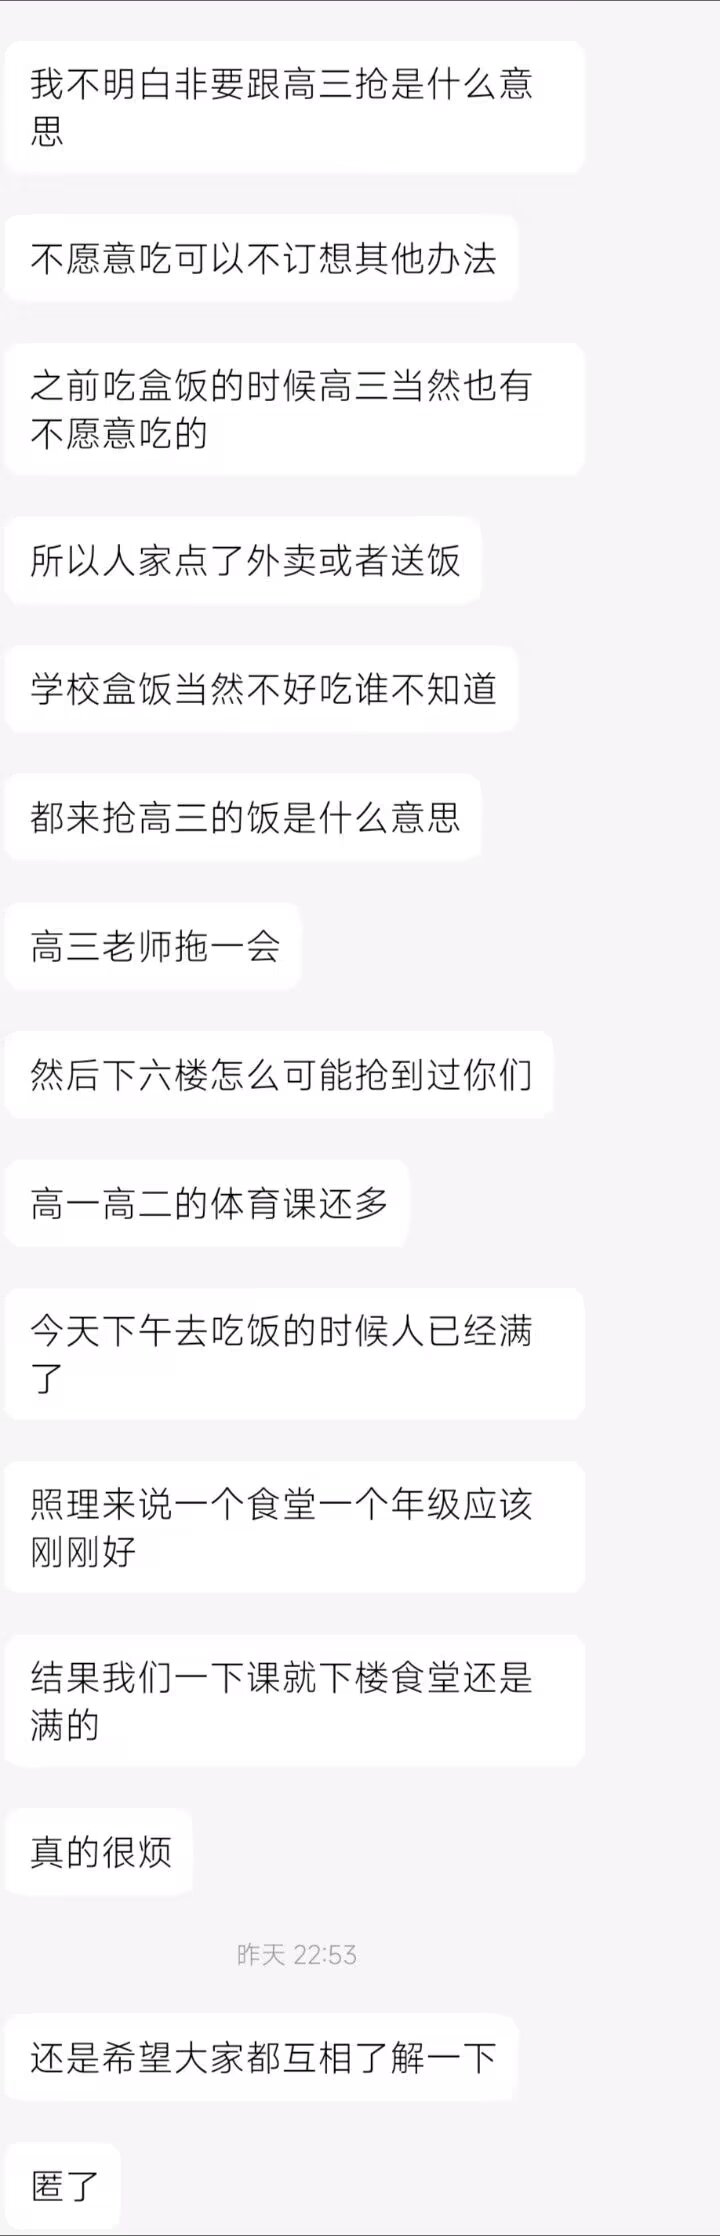 我不明白非要跟高三抢是什么意
思
不愿意吃可以不订想其他办法
之前吃盒饭的时候高三当然也有
不愿意吃的
所以人家点了外卖或者送饭
学校盒饭当然不好吃谁不知道
都来抢高三的饭是什么意思
高三老师拖一会
然后下六楼怎么可能抢到过你们
高一高二的体育课还多
今天下午去吃饭的时候人已经满
了
照理来说一个食堂一个年级应该
刚刚好
结果我们一下课就下楼食堂还是
满的
真的很烦
昨天 22:53
还是希望大家都互相了解一下
匿了